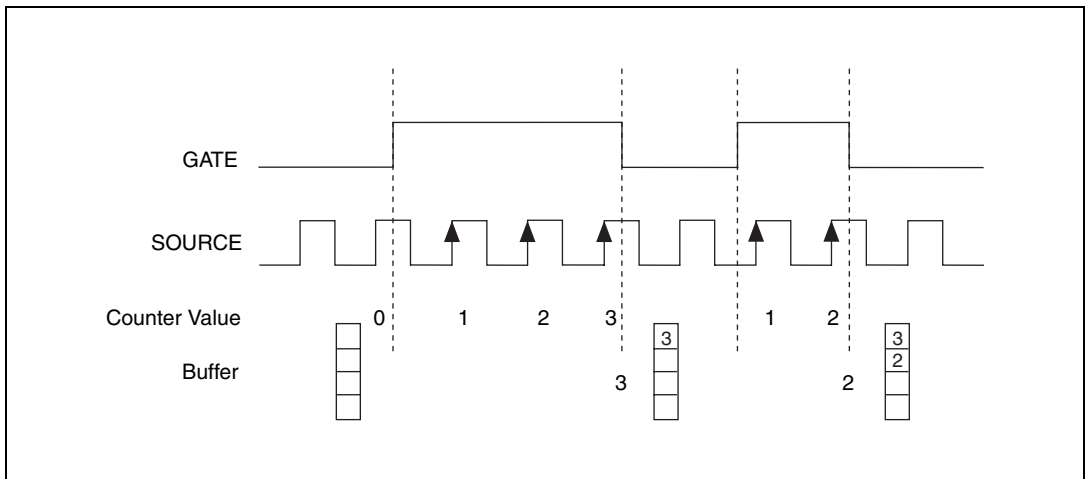 GATE
SOURCE
Counter Value 0 1 2 3 1 2
3 3
2
Buffer
3 2